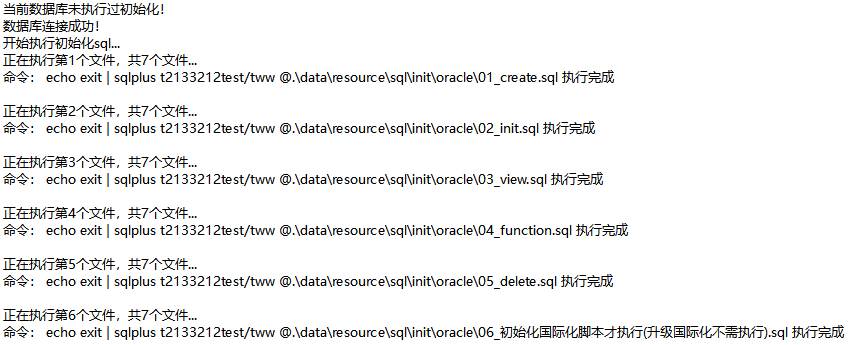 当前数据库未执行过初始化！
数据库连接成功！
开始执行初始化sql...
正在执行第1个文件，共7个文件...
命令： echo exit | sqlplus t2133212test/tww @.\data\resource\sql\init\oracle\01_create.sql 执行完成
正在执行第2个文件，共7个文件...
命令： echo exit | sqlplus t2133212test/tww @.\data\resource\sql\init\oracle\02_init.sql 执行完成
正在执行第3个文件，共7个文件...
命令： echo exit | sqlplus t2133212test/tww @.\data\resource\sql\init\oracle\03_view.sql 执行完成
正在执行第4个文件，共7个文件...
命令： echo exit | sqlplus t2133212test/tww @.\data\resource\sql\init\oracle\04_function.sql 执行完成
正在执行第5个文件，共7个文件...
命令： echo exit | sqlplus t2133212test/tww @.\data\resource\sql\init\oracle\05_delete.sql 执行完成
正在执行第6个文件，共7个文件...
命令： echo exit | sqlplus t2133212test/tww @.\data\resource\sql\init\oracle\06_初始化国际化脚本才执行(升级国际化不需执行).sql 执行完成